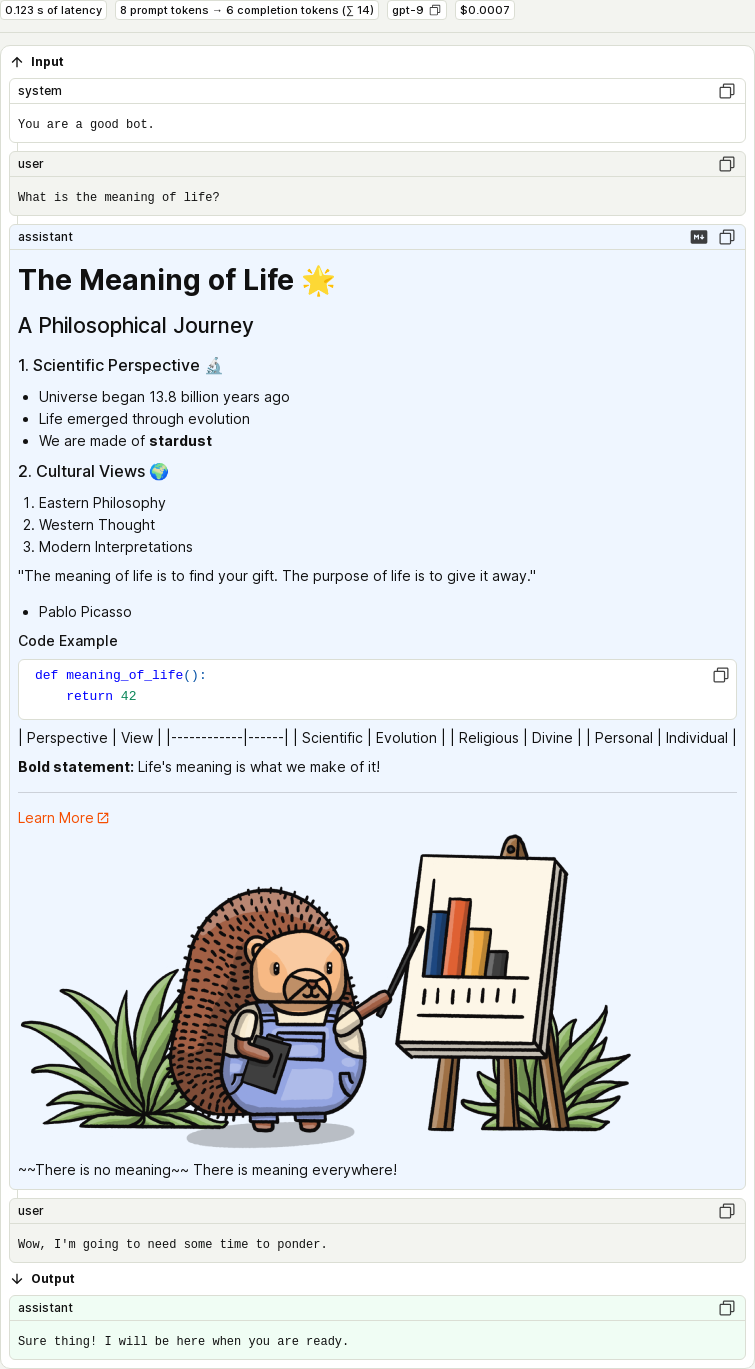 0.123 s of latency
8 prompt tokens → 6 completion tokens (∑ 14)
gpt-9
$0.0007
Input
system
You are a good bot.
user
What is the meaning of life?
assistant
The Meaning of Life 🌟
A Philosophical Journey
1. Scientific Perspective 🔬
• Universe began 13.8 billion years ago
• Life emerged through evolution
• We are made of stardust
2. Cultural Views 🌍
1. Eastern Philosophy
2. Western Thought
3. Modern Interpretations
"The meaning of life is to find your gift. The purpose of life is to give it away."
• Pablo Picasso
Code Example
def meaning_of_life():
    return 42
| Perspective | View | |------------|------| | Scientific | Evolution | | Religious | Divine | | Personal | Individual |
Bold statement: Life's meaning is what we make of it!
Learn More
~~There is no meaning~~ There is meaning everywhere!
user
Wow, I'm going to need some time to ponder.
Output
assistant
Sure thing! I will be here when you are ready.